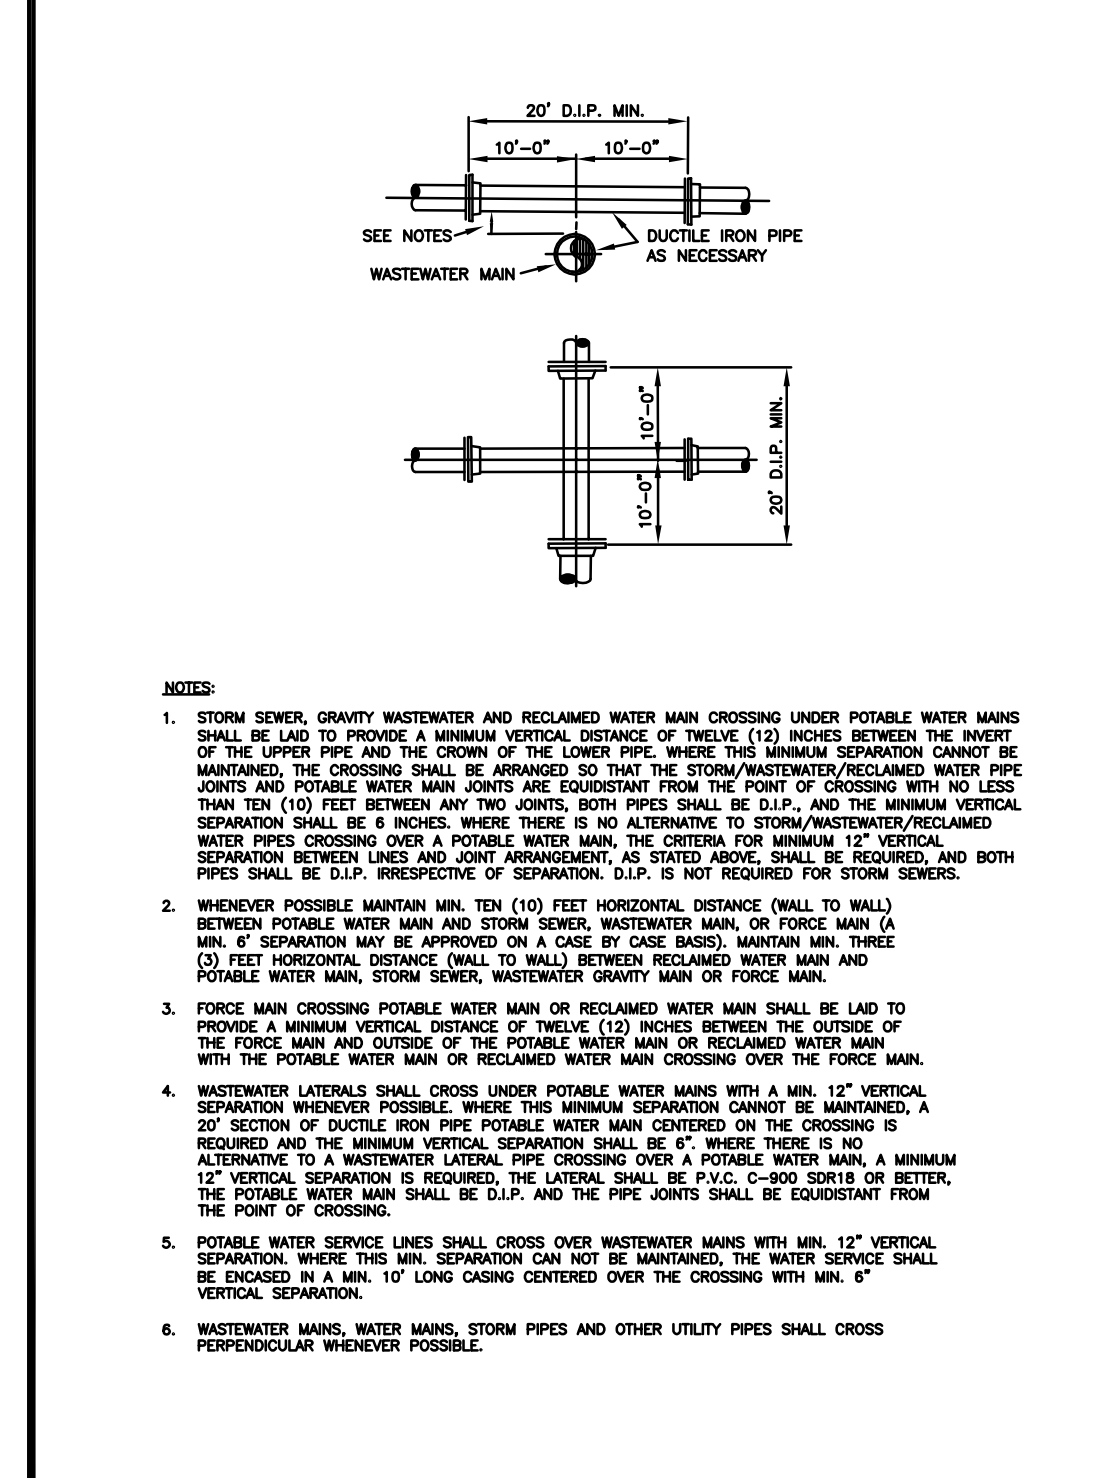 20' D.I.P. MIN.
10'-0" 10'-0"
SEE NOTES
DUCTILE IRON PIPE
AS NECESSARY
WASTEWATER MAIN
10'-0"
10'-0"
20' D.I.P. MIN.
NOTES:
1. STORM SEWER, GRAVITY WASTEWATER AND RECLAIMED WATER MAIN CROSSING UNDER POTABLE WATER MAINS
SHALL BE LAID TO PROVIDE A MINIMUM VERTICAL DISTANCE OF TWELVE (12) INCHES BETWEEN THE INVERT
OF THE UPPER PIPE AND THE CROWN OF THE LOWER PIPE. WHERE THIS MINIMUM SEPARATION CANNOT BE
MAINTAINED, THE CROSSING SHALL BE ARRANGED SO THAT THE STORM/WASTEWATER/RECLAIMED WATER PIPE
JOINTS AND POTABLE WATER MAIN JOINTS ARE EQUIDISTANT FROM THE POINT OF CROSSING WITH NO LESS
THAN TEN (10) FEET BETWEEN ANY TWO JOINTS, BOTH PIPES SHALL BE D.I.P., AND THE MINIMUM VERTICAL
SEPARATION SHALL BE 6 INCHES. WHERE THERE IS NO ALTERNATIVE TO STORM/WASTEWATER/RECLAIMED
WATER PIPES CROSSING OVER A POTABLE WATER MAIN, THE CRITERIA FOR MINIMUM 12" VERTICAL
SEPARATION BETWEEN LINES AND JOINT ARRANGEMENT, AS STATED ABOVE, SHALL BE REQUIRED, AND BOTH
PIPES SHALL BE D.I.P. IRRESPECTIVE OF SEPARATION. D.I.P. IS NOT REQUIRED FOR STORM SEWERS.
2. WHENEVER POSSIBLE MAINTAIN MIN. TEN (10) FEET HORIZONTAL DISTANCE (WALL TO WALL)
BETWEEN POTABLE WATER MAIN AND STORM SEWER, WASTEWATER MAIN, OR FORCE MAIN (A
MIN. 6' SEPARATION MAY BE APPROVED ON A CASE BY CASE BASIS). MAINTAIN MIN. THREE
(3) FEET HORIZONTAL DISTANCE (WALL TO WALL) BETWEEN RECLAIMED WATER MAIN AND
POTABLE WATER MAIN, STORM SEWER, WASTEWATER GRAVITY MAIN OR FORCE MAIN.
3. FORCE MAIN CROSSING POTABLE WATER MAIN OR RECLAIMED WATER MAIN SHALL BE LAID TO
PROVIDE A MINIMUM VERTICAL DISTANCE OF TWELVE (12) INCHES BETWEEN THE OUTSIDE OF
THE FORCE MAIN AND OUTSIDE OF THE POTABLE WATER MAIN OR RECLAIMED WATER MAIN
WITH THE POTABLE WATER MAIN OR RECLAIMED WATER MAIN CROSSING OVER THE FORCE MAIN.
4. WASTEWATER LATERALS SHALL CROSS UNDER POTABLE WATER MAINS WITH A MIN. 12" VERTICAL
SEPARATION WHENEVER POSSIBLE. WHERE THIS MINIMUM SEPARATION CANNOT BE MAINTAINED, A
20' SECTION OF DUCTILE IRON PIPE POTABLE WATER MAIN CENTERED ON THE CROSSING IS
REQUIRED AND THE MINIMUM VERTICAL SEPARATION SHALL BE 6". WHERE THERE IS NO
ALTERNATIVE TO A WASTEWATER LATERAL PIPE CROSSING OVER A POTABLE WATER MAIN, A MINIMUM
12" VERTICAL SEPARATION IS REQUIRED, THE LATERAL SHALL BE P.V.C. C-900 SDR18 OR BETTER,
THE POTABLE WATER MAIN SHALL BE D.I.P. AND THE PIPE JOINTS SHALL BE EQUIDISTANT FROM
THE POINT OF CROSSING.
5. POTABLE WATER SERVICE LINES SHALL CROSS OVER WASTEWATER MAINS WITH MIN. 12" VERTICAL
SEPARATION. WHERE THIS MIN. SEPARATION CAN NOT BE MAINTAINED, THE WATER SERVICE SHALL
BE ENCASED IN A MIN. 10' LONG CASING CENTERED OVER THE CROSSING WITH MIN. 6"
VERTICAL SEPARATION.
6. WASTEWATER MAINS, WATER MAINS, STORM PIPES AND OTHER UTILITY PIPES SHALL CROSS
PERPENDICULAR WHENEVER POSSIBLE.